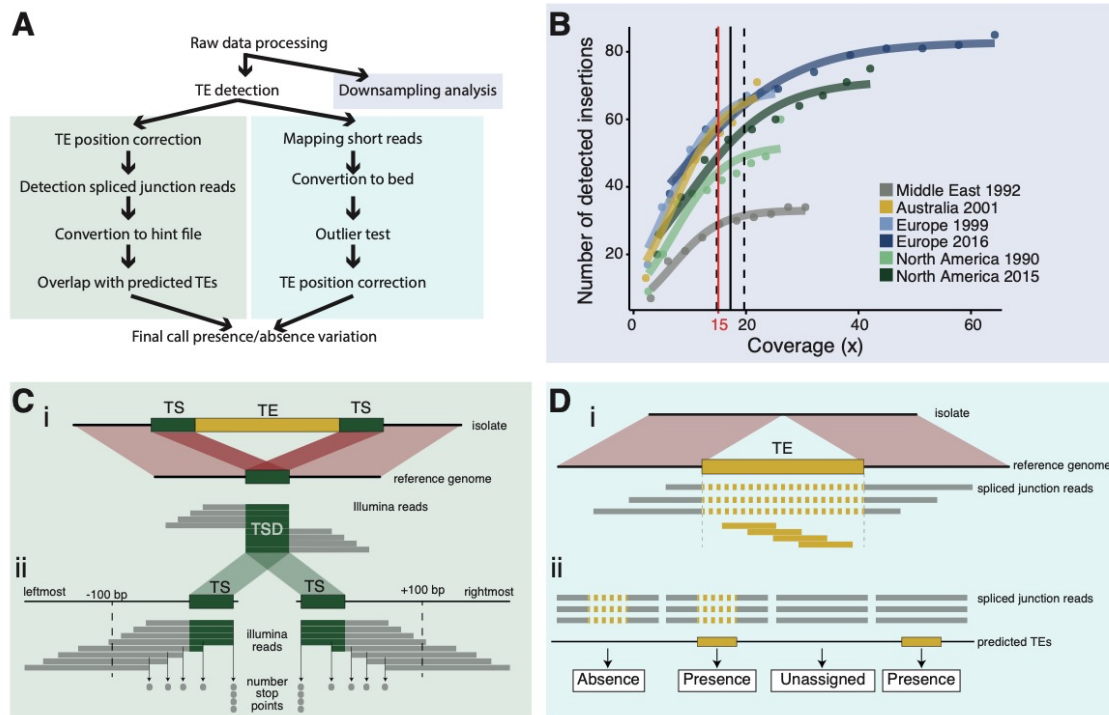 A
Raw data processing
TE detection
Downsampling analysis
TE position correction
Mapping short reads
Detection spliced junction reads
Convertion to bed
Convertion to hint file
Outlier test
Overlap with predicted TEs
TE position correction
Final call presence/absence variation
B
Number of detected insertions
80
60
40
20
Middle East 1992
Australia 2001
Europe 1999
Europe 2016
North America 1990
North America 2015
0
15
20
40
60
Coverage (x)
C
i
TS
TE
TS
isolate
reference genome
Illumina reads
TSD
ii
leftmost
-100 bp
TS
TS
+100 bp
rightmost
illumina
reads
number
stop
points
D
i
isolate
TE
reference genome
spliced junction reads
ii
spliced junction reads
predicted TEs
Absence
Presence
Unassigned
Presence